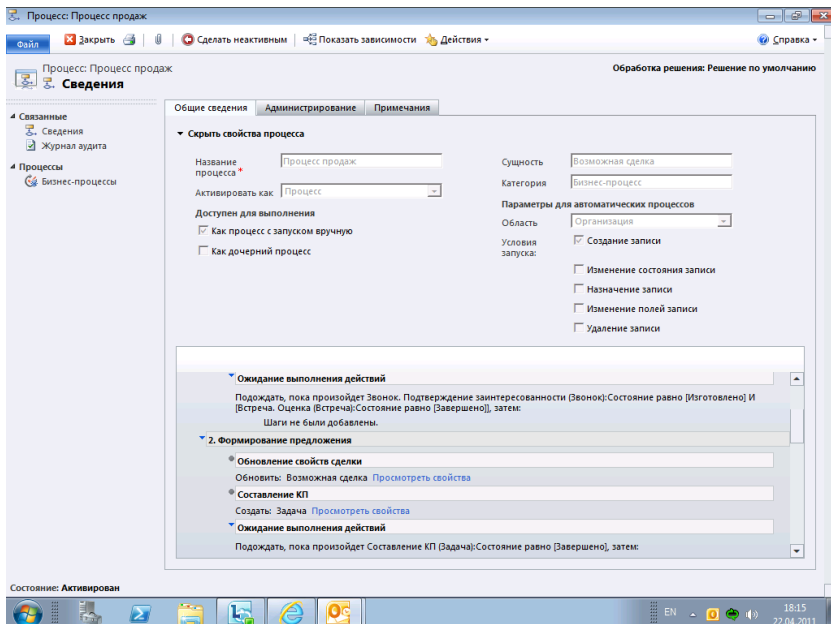 Процесс: Процесс продаж
Файл
Закрыть
Сделать неактивным
Показать зависимости
Действия
Справка
Процесс: Процесс продаж
Сведения
Обработка решения: Решение по умолчанию
Связанные
Сведения
Журнал аудита
Процессы
Бизнес-процессы
Общие сведения
Администрирование
Примечания
Скрыть свойства процесса
Название процесса *
Процесс продаж
Активировать как
Процесс
Доступен для выполнения
Как процесс с запуском вручную
Как дочерний процесс
Сущность
Возможная сделка
Категория
Бизнес-процесс
Параметры для автоматических процессов
Область
Организация
Условия запуска:
Создание записи
Изменение состояния записи
Назначение записи
Изменение полей записи
Удаление записи
Ожидание выполнения действий
Подождать, пока произойдет Звонок. Подтверждение заинтересованности (Звонок):Состояние равно [Изготовлено] И
[Встреча. Оценка (Встреча):Состояние равно [Завершено]], затем:
Шаги не были добавлены.
2. Формирование предложения
Обновление свойств сделки
Обновить: Возможная сделка Просмотреть свойства
Составление КП
Создать: Задача Просмотреть свойства
Ожидание выполнения действий
Подождать, пока произойдет Составление КП (Задача):Состояние равно [Завершено], затем:
Состояние: Активирован
EN
18:15
22.04.2011